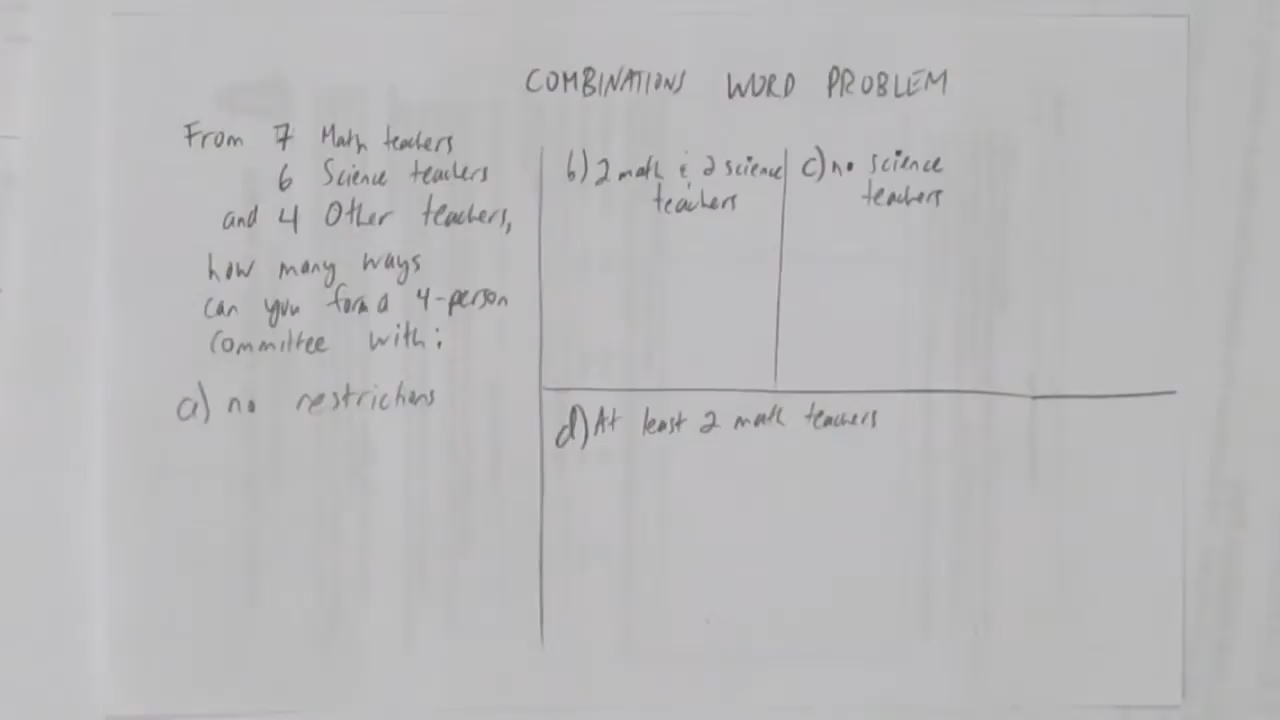 COMBINATIONS WORD PROBLEM
From 7 Math teachers
6 Science teachers
and 4 Other teachers,
how many ways
can you form a 4-person
committee with:
a) no restrictions
b) 2 math & 2 science
teachers
c) no science
teachers
d) At least 2 math teachers